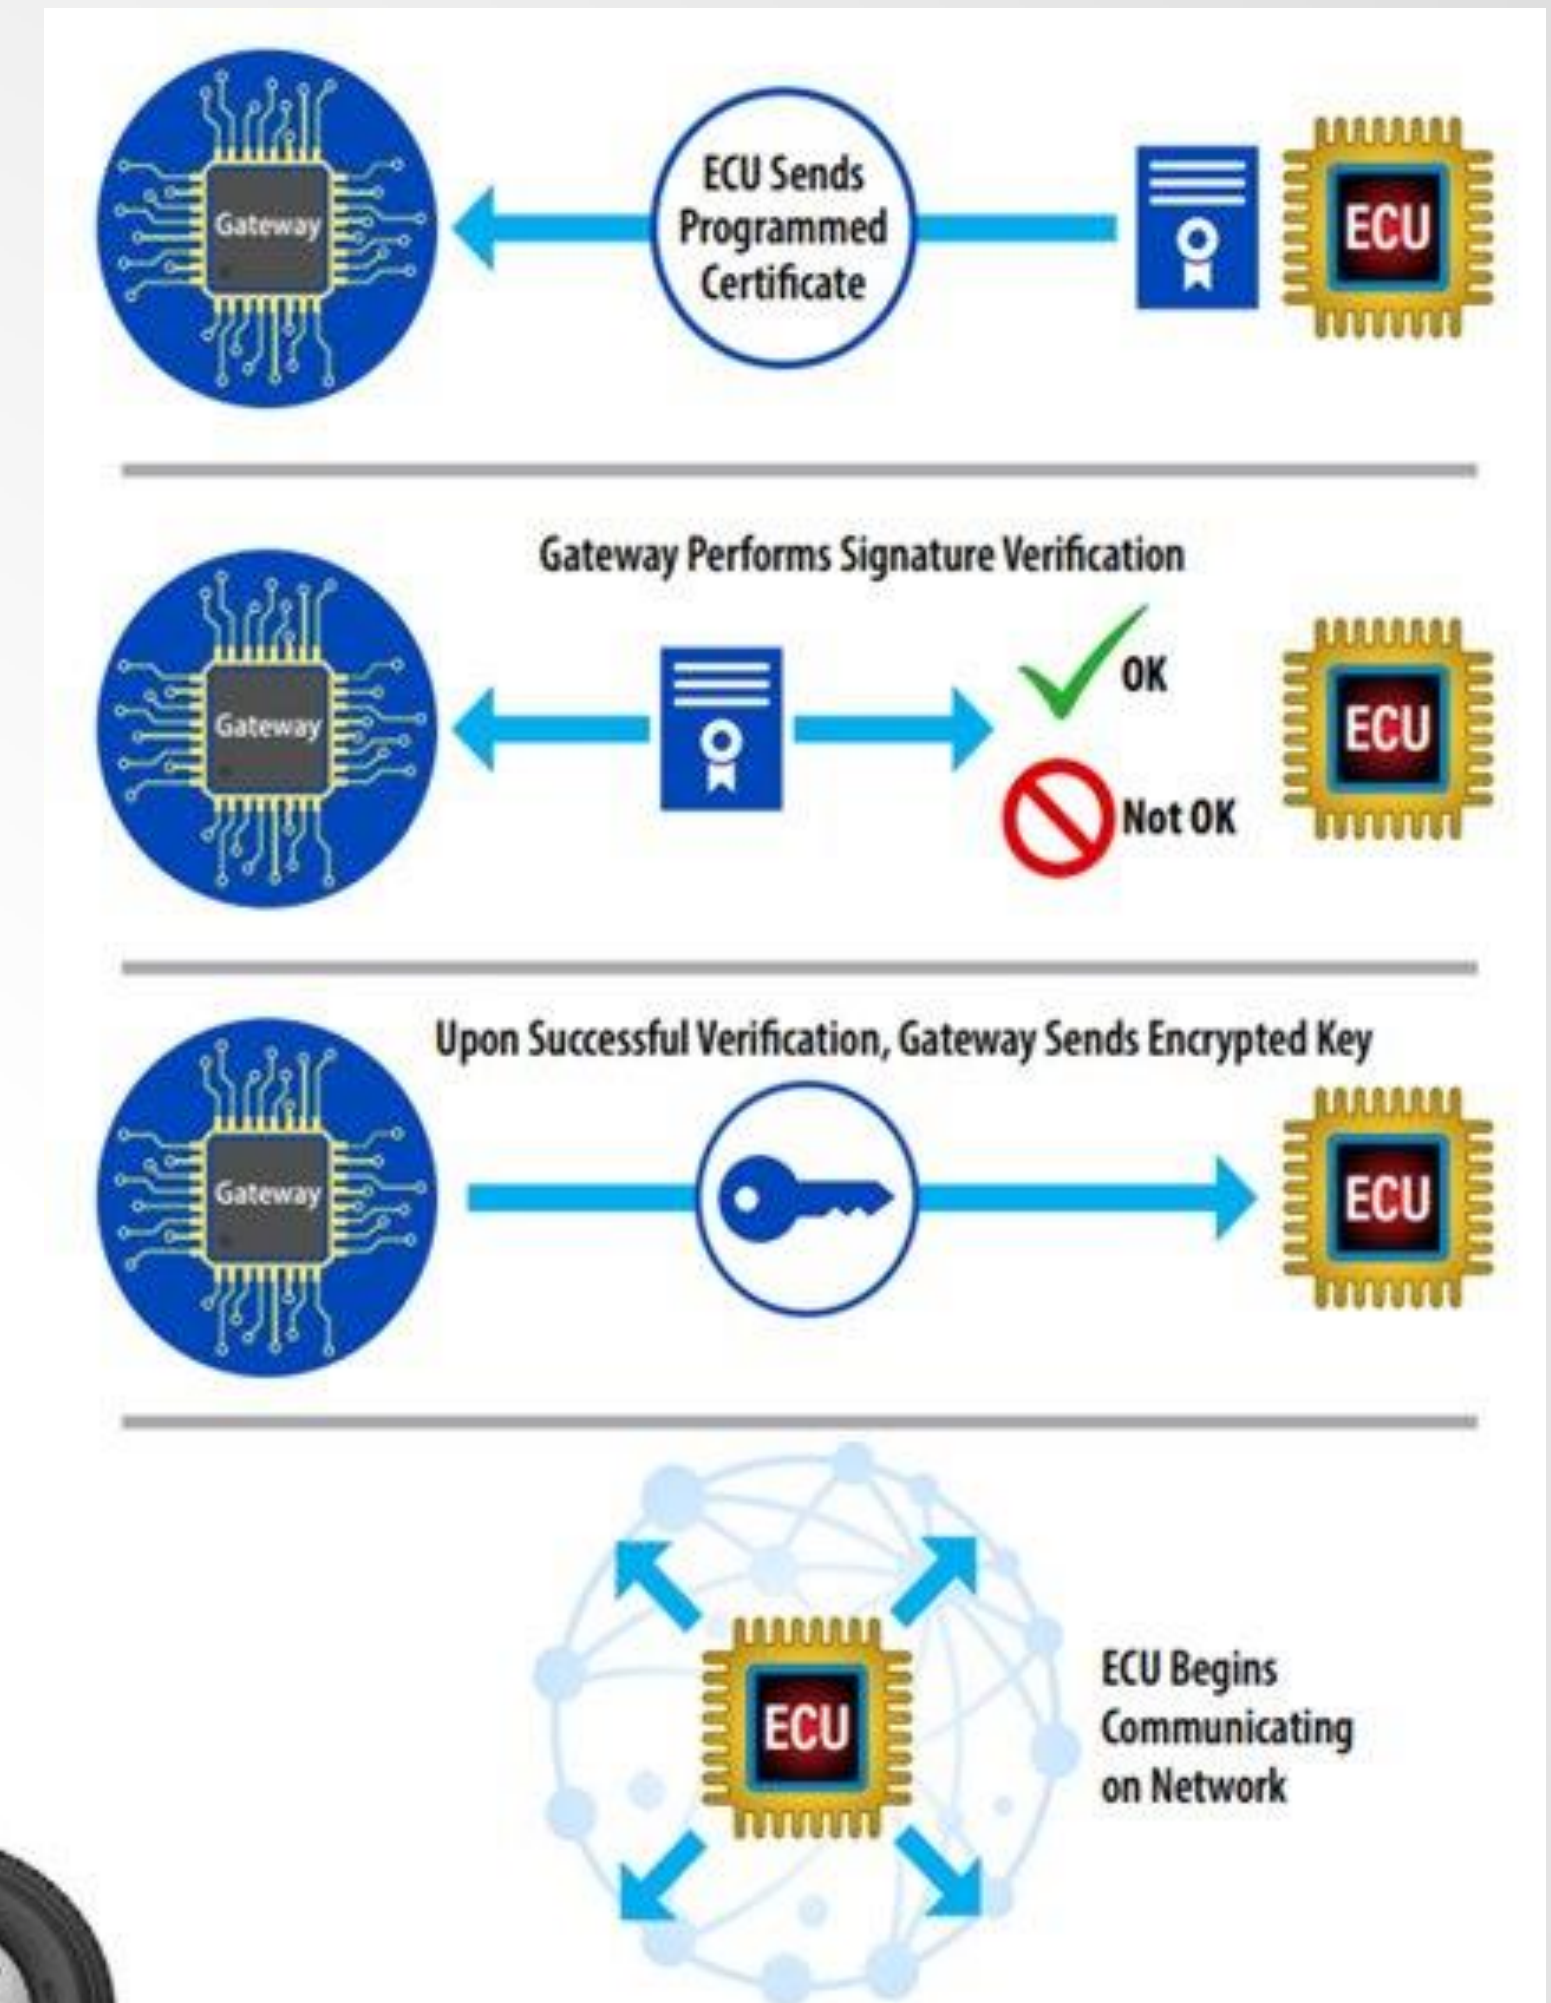 Gateway
ECU Sends
Programmed
Certificate
ECU
Gateway Performs Signature Verification
Gateway
OK
Not OK
ECU
Upon Successful Verification, Gateway Sends Encrypted Key
Gateway
ECU
ECU
ECU Begins
Communicating
on Network